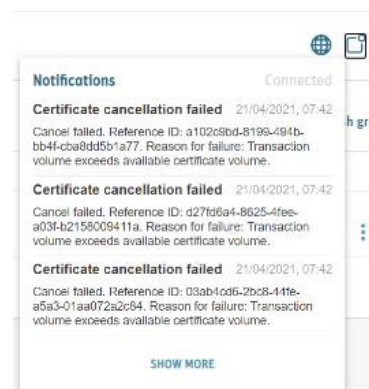 Notifications Connected
Certificate cancellation failed 21/04/2021, 07:42
Cancel failed. Reference ID: a102c9bd-8199-494b-
bb4f-cba8dd5b1a77. Reason for failure: Transaction
volume exceeds available certificate volume.
h gr
Certificate cancellation failed 21/04/2021, 07:42
Cancel failed. Reference ID: d27fd6a4-8625-4fee-
a03f-b2158009411a. Reason for failure: Transaction
volume exceeds available certificate volume.
Certificate cancellation failed 21/04/2021, 07:42
Cancel failed. Reference ID: 03ab4cd6-2bc8-44fe-
a5a3-01aa072a2c64. Reason for failure: Transaction
volume exceeds available certificate volume.
SHOW MORE